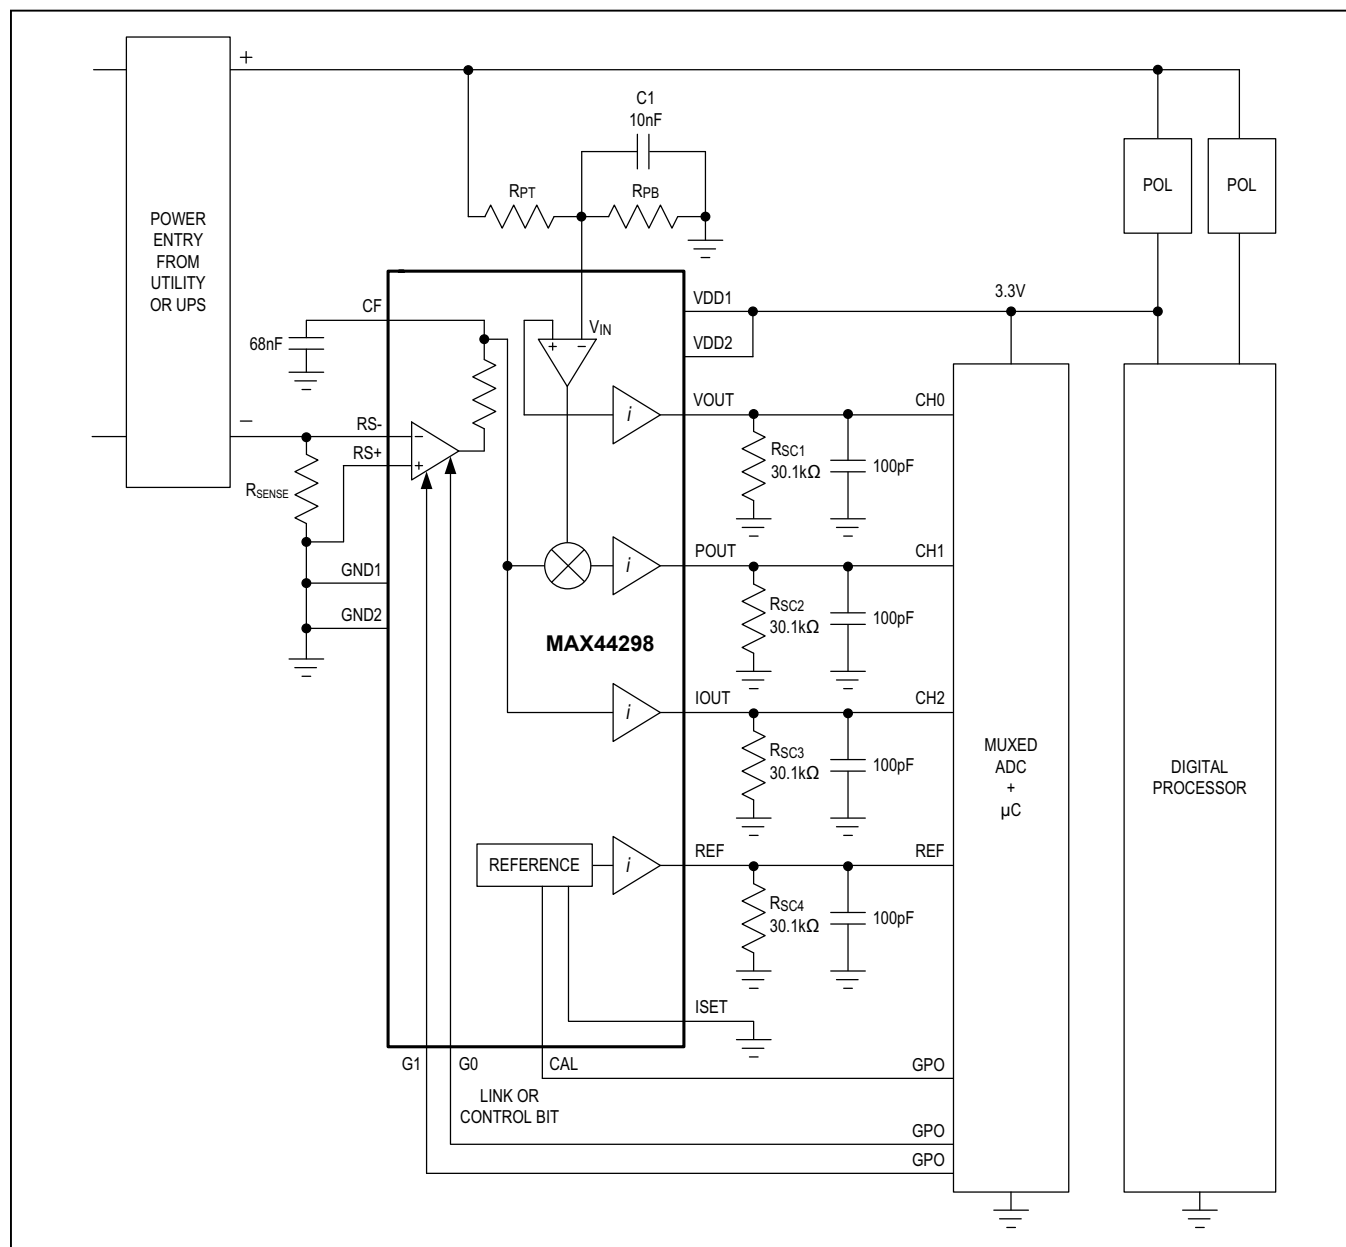 +
C1
10nF
RPT
RPB
POL
POL
POWER
ENTRY
FROM
UTILITY
OR UPS
CF
VDD1
3.3V
68nF
VIN
+
−
VDD2
VOUT
CH0
i
−
RS-
−
RS+
+
RSC1
30.1kΩ
100pF
RSENSE
POUT
CH1
i
GND1
GND2
RSC2
30.1kΩ
100pF
MAX44298
IOUT
CH2
i
MUXED
ADC
+
µC
DIGITAL
PROCESSOR
RSC3
30.1kΩ
100pF
REFERENCE
i
REF
REF
RSC4
30.1kΩ
100pF
ISET
G1
G0
CAL
GPO
LINK OR
CONTROL BIT
GPO
GPO